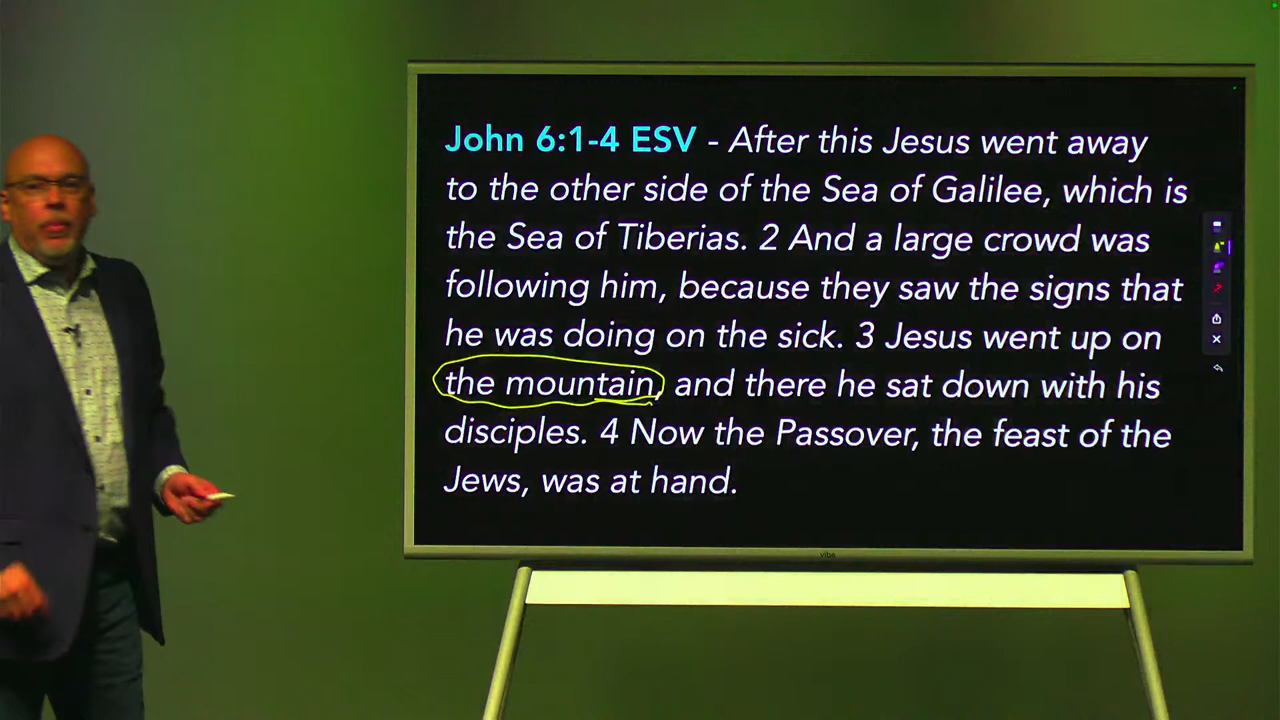 John 6:1-4 ESV - After this Jesus went away
to the other side of the Sea of Galilee, which is
the Sea of Tiberias. 2 And a large crowd was
following him, because they saw the signs that
he was doing on the sick. 3 Jesus went up on
the mountain, and there he sat down with his
disciples. 4 Now the Passover, the feast of the
Jews, was at hand.
vibe